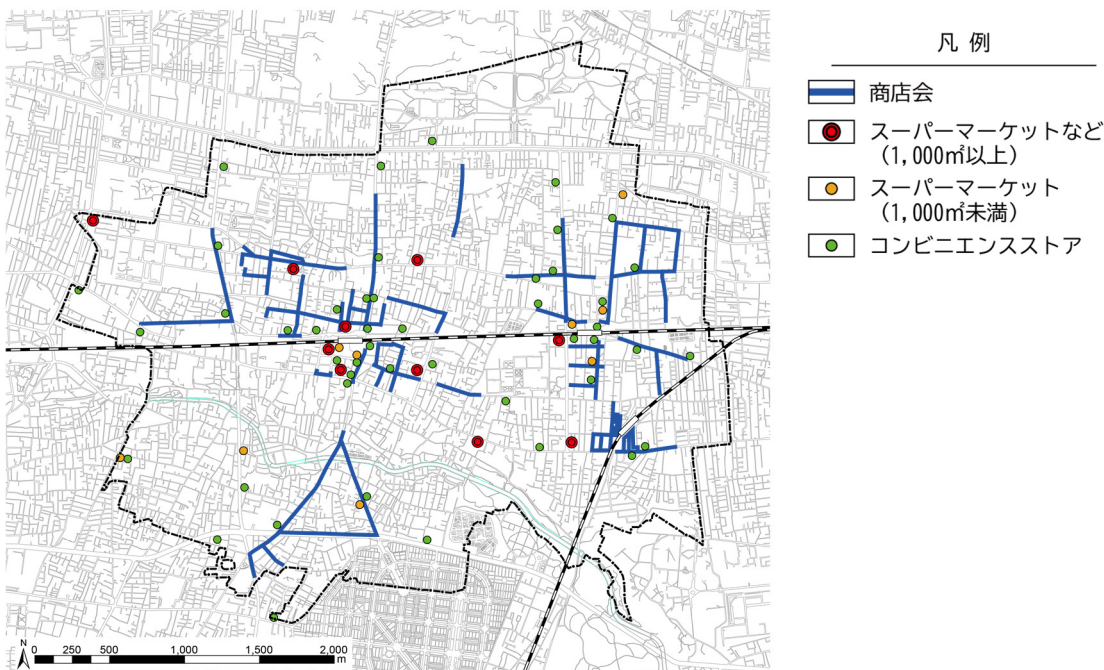 凡 例
商店会
スーパーマーケットなど
(1,000㎡以上)
スーパーマーケット
(1,000㎡未満)
コンビニエンスストア
N
0 250 500 1,000 1,500 2,000
m